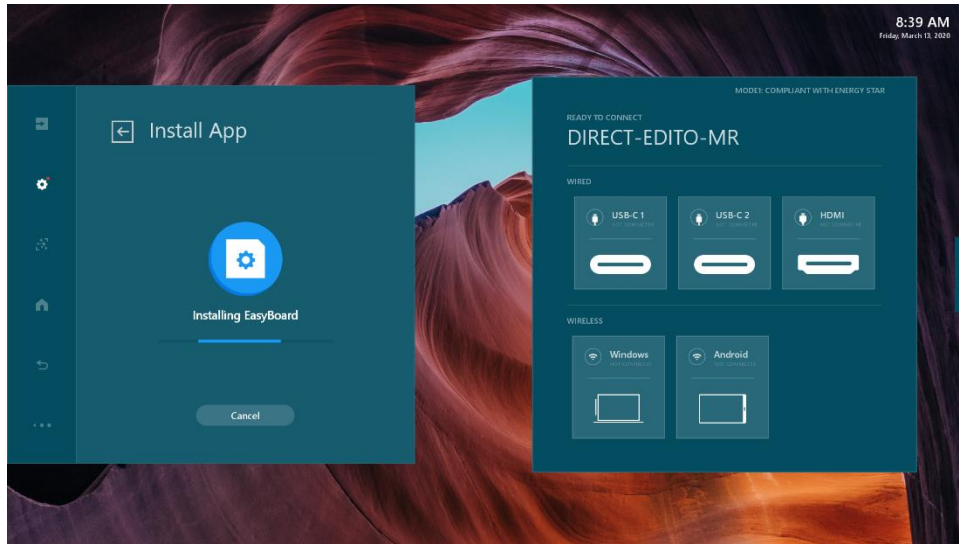 8:39 AM
Friday, March 13, 2020
MODE1: COMPLIANT WITH ENERGY STAR
Install App
READY TO CONNECT
DIRECT-EDITO-MR
WIRED
USB-C 1
USB-C 2
HDMI
Installing EasyBoard
WIRELESS
Windows
Android
Cancel